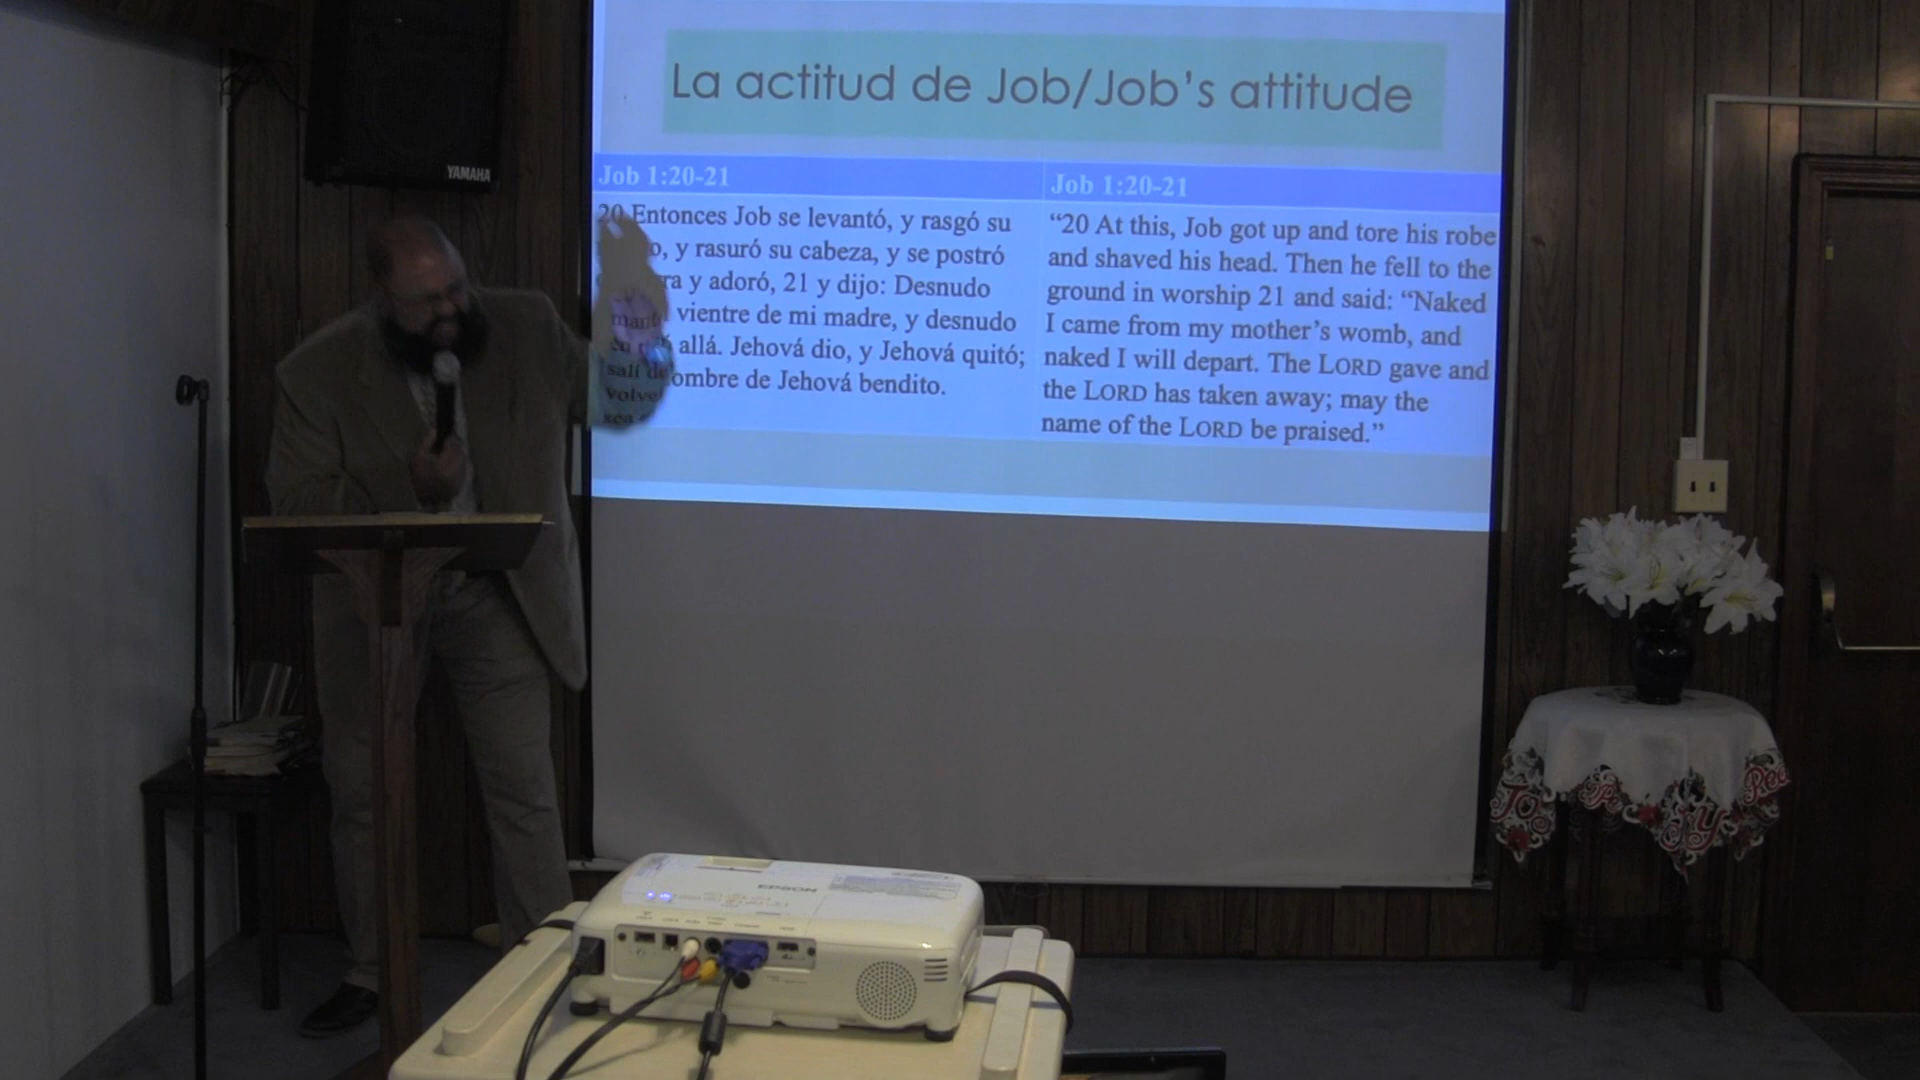 La actitud de Job/Job's attitude
YAMAHA
Job 1:20-21
20 Entonces Job se levantó, y rasgó su
o, y rasuró su cabeza, y se postró
ra y adoró, 21 y dijo: Desnudo
vientre de mi madre, y desnudo
allá. Jehová dio, y Jehová quitó;
ombre de Jehová bendito.
mant
salí de
volve
sea
Job 1:20-21
“20 At this, Job got up and tore his robe
and shaved his head. Then he fell to the
ground in worship 21 and said: “Naked
I came from my mother’s womb, and
naked I will depart. The LORD gave and
the LORD has taken away; may the
name of the LORD be praised.”
EPSON